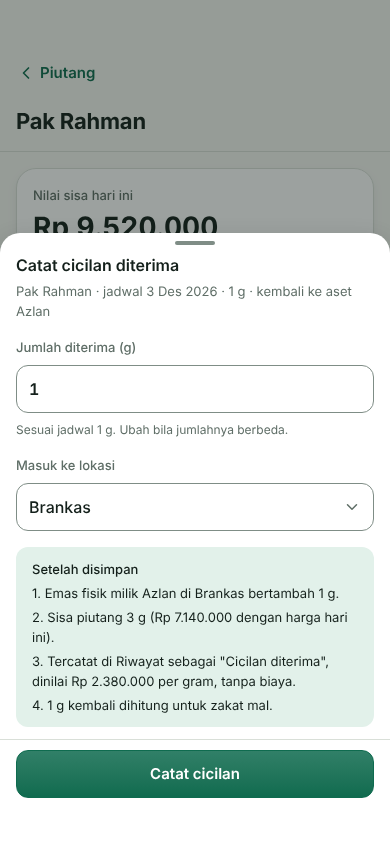 Piutang
Pak Rahman
Nilai sisa hari ini
Rp 9.520.000
Catat cicilan diterima
Pak Rahman · jadwal 3 Des 2026 · 1 g · kembali ke aset
Azlan
Jumlah diterima (g)
1
Sesuai jadwal 1 g. Ubah bila jumlahnya berbeda.
Masuk ke lokasi
Brankas
Setelah disimpan
1. Emas fisik milik Azlan di Brankas bertambah 1 g.
2. Sisa piutang 3 g (Rp 7.140.000 dengan harga hari
ini).
3. Tercatat di Riwayat sebagai "Cicilan diterima",
dinilai Rp 2.380.000 per gram, tanpa biaya.
4. 1 g kembali dihitung untuk zakat mal.
Catat cicilan